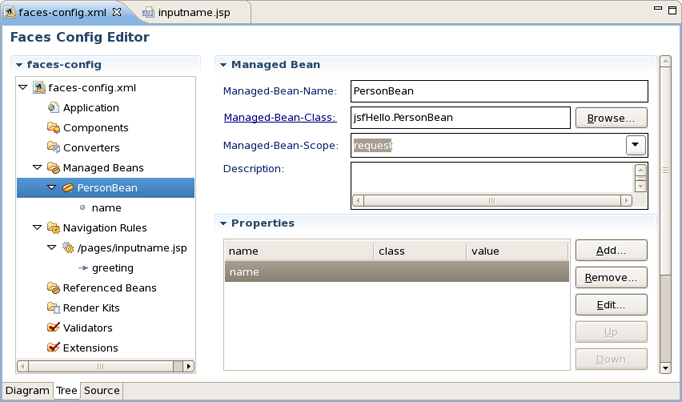 faces-config.xml
inputname.jsp
Faces Config Editor
faces-config
faces-config.xml
Application
Components
Converters
Managed Beans
PersonBean
name
Navigation Rules
/pages/inputname.jsp
greeting
Referenced Beans
Render Kits
Validators
Extensions
Managed Bean
Managed-Bean-Name: PersonBean
Managed-Bean-Class: jsfHello.PersonBean Browse...
Managed-Bean-Scope: request
Description:
Properties
name class value
name
Add...
Remove...
Edit...
Up
Down
Diagram Tree Source